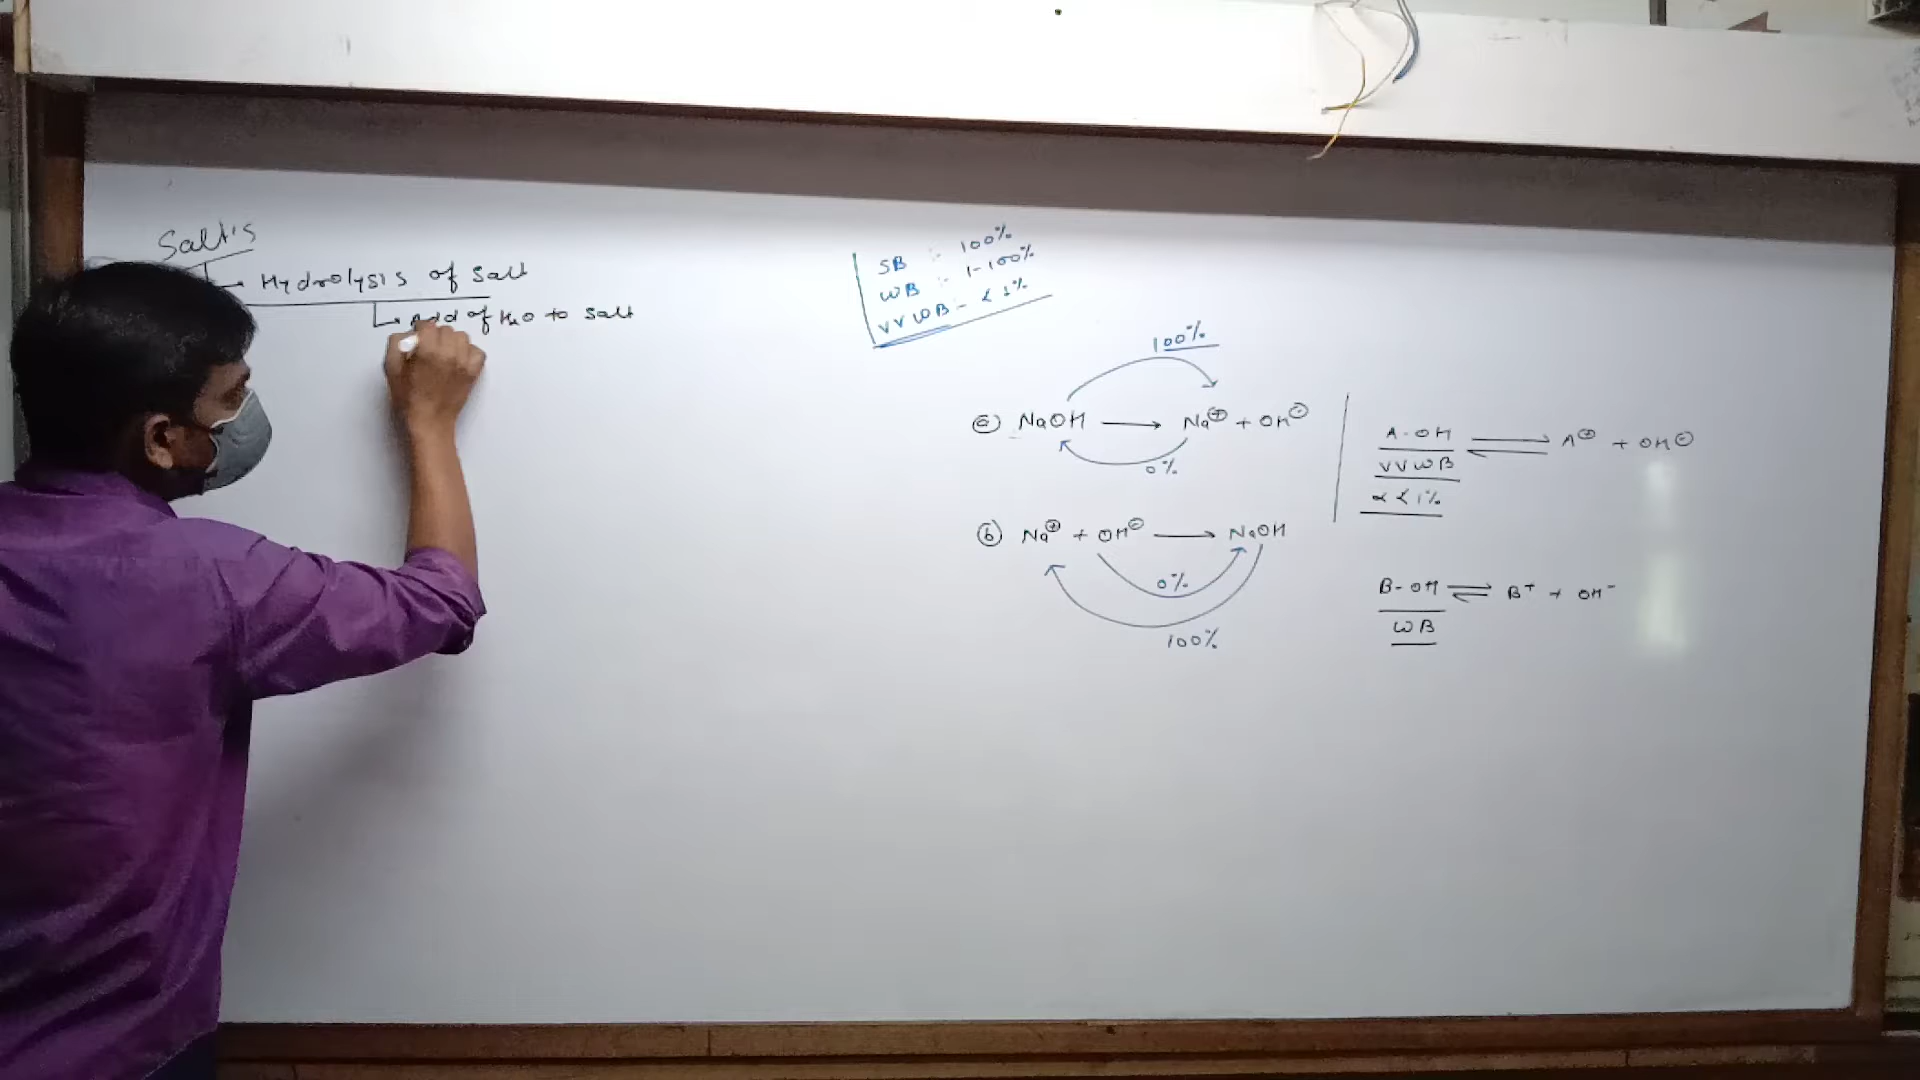 Salt's
Hydrolysis of salt
Add of H2O to salt
SB :- 100%
WB :- 1-100%
VVWB - < 1%
100%
ⓐ NaOH ⟶ Na⊕ + OH⊖
0%
ⓑ Na⊕ + OH⊖ ⟶ NaOH
0%
100%
A-OH ⇌ A⊕ + OH⊖
VVWB
α < 1%
B-OH ⇌ B+ + OH-
WB